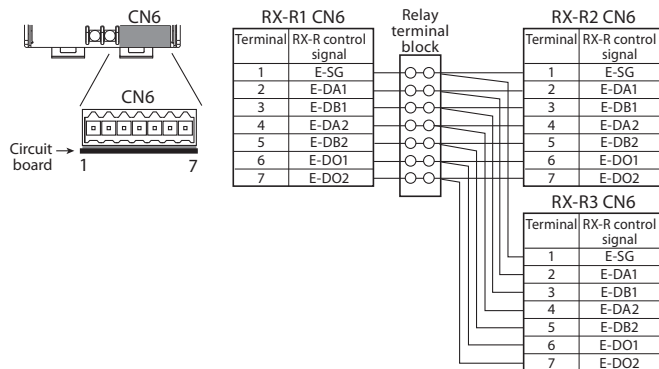 CN6
CN6
Circuit
board
1 7
RX-R1 CN6
Terminal RX-R control
signal
1 E-SG
2 E-DA1
3 E-DB1
4 E-DA2
5 E-DB2
6 E-DO1
7 E-DO2
Relay
terminal
block
RX-R2 CN6
Terminal RX-R control
signal
1 E-SG
2 E-DA1
3 E-DB1
4 E-DA2
5 E-DB2
6 E-DO1
7 E-DO2
RX-R3 CN6
Terminal RX-R control
signal
1 E-SG
2 E-DA1
3 E-DB1
4 E-DA2
5 E-DB2
6 E-DO1
7 E-DO2